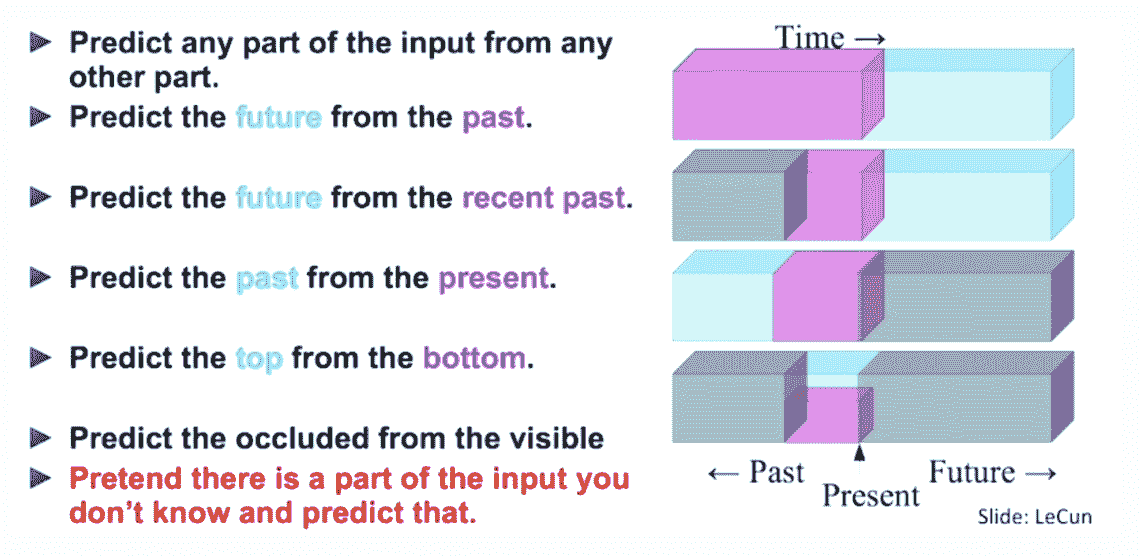 Predict any part of the input from any
other part.
Predict the future from the past.
Predict the future from the recent past.
Predict the past from the present.
Predict the top from the bottom.
Predict the occluded from the visible
Pretend there is a part of the input you
don't know and predict that.
Time →
← Past
Present
Future →
Slide: LeCun